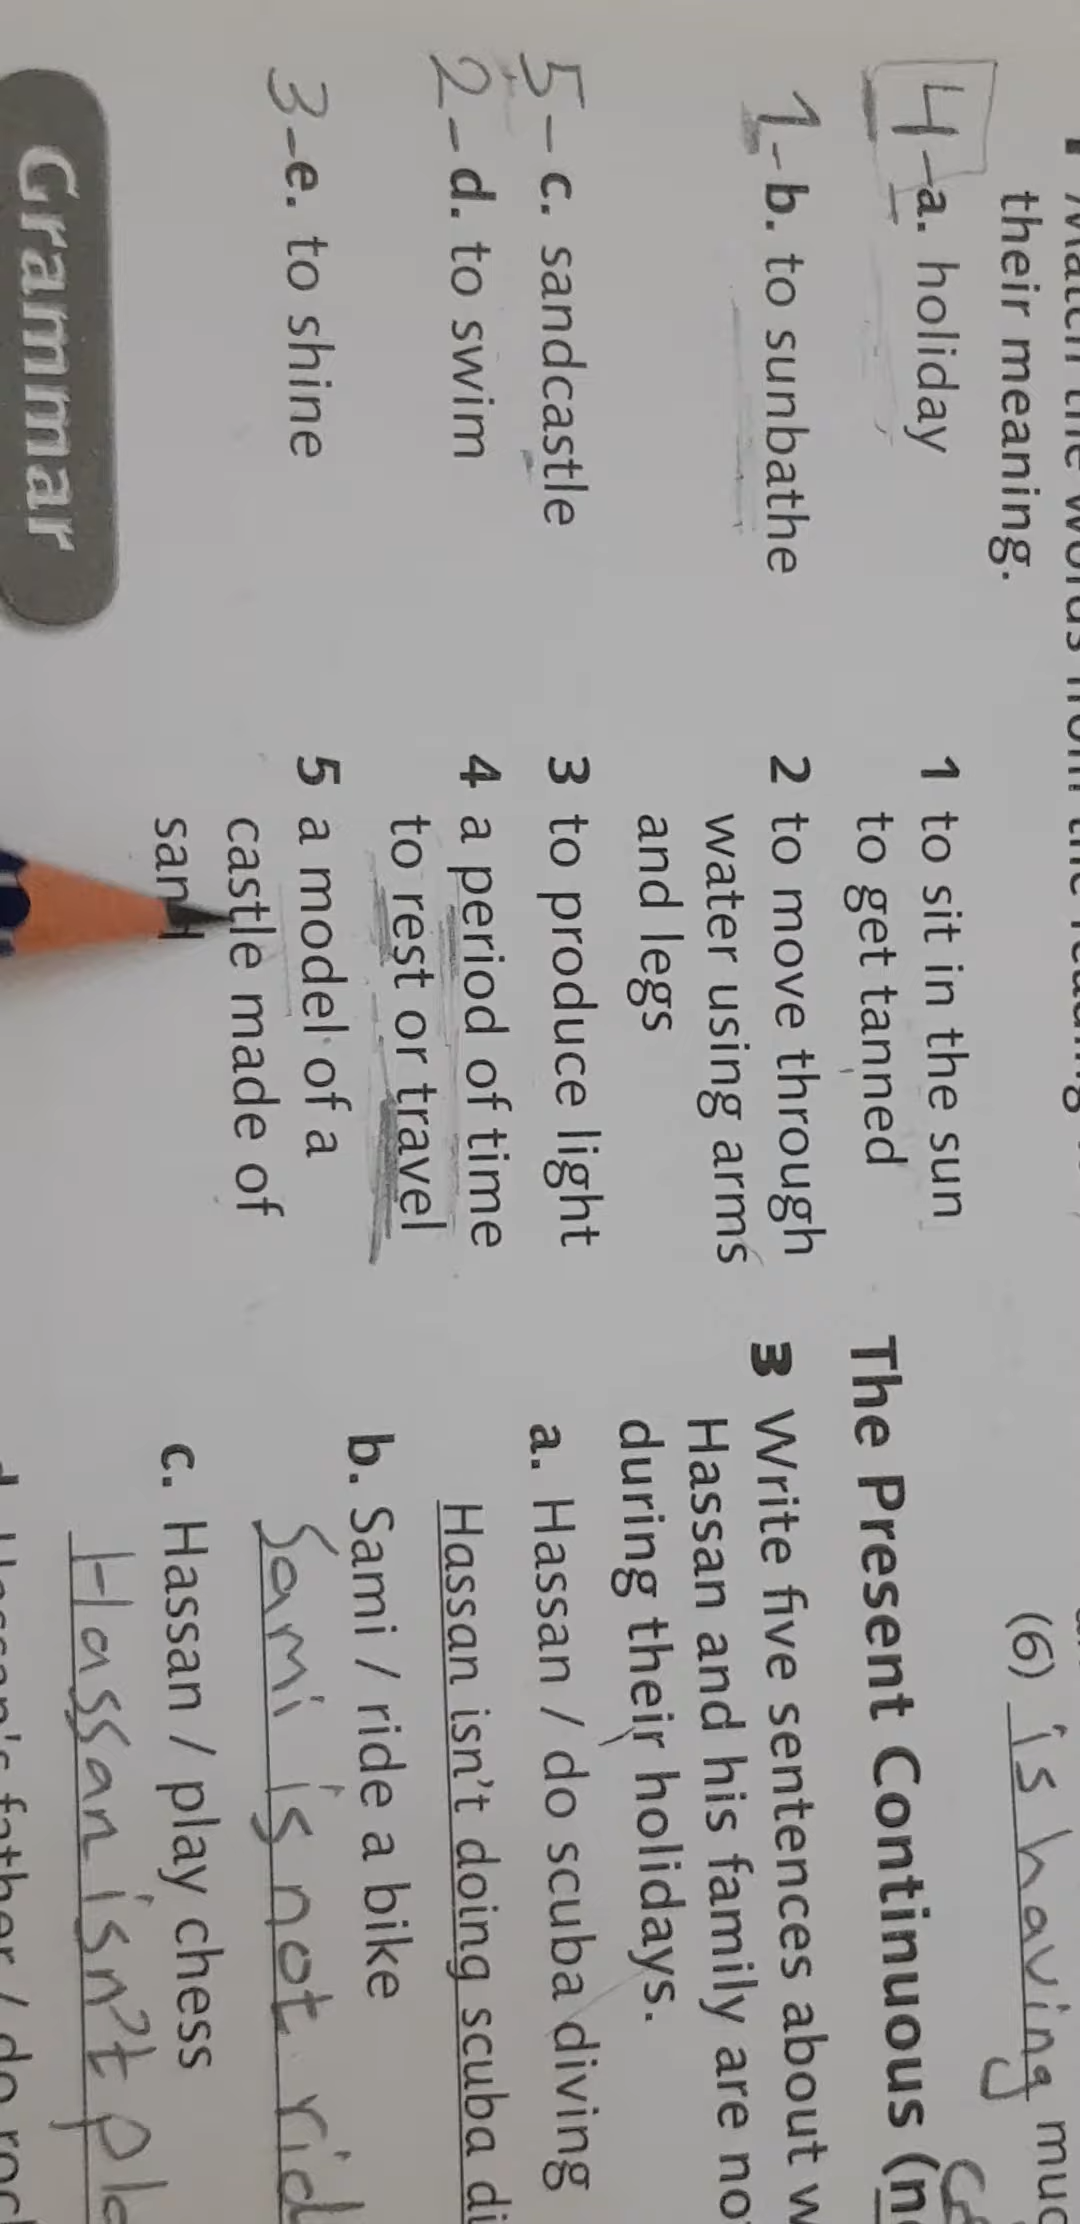 their meaning.
4-a. holiday
1-b. to sunbathe
5-c. sandcastle
2-d. to swim
3-e. to shine
1 to sit in the sun
to get tanned
2 to move through
water using arms
and legs
3 to produce light
4 a period of time
to rest or travel
5 a model of a
castle made of
sand
Grammar
(6) is having
The Present Continuous
3 Write five sentences about
Hassan and his family are
during their holidays.
a. Hassan / do scuba diving
Hassan isn't doing scuba
b. Sami / ride a bike
Sami is not
c. Hassan / play chess
Hassan isn't